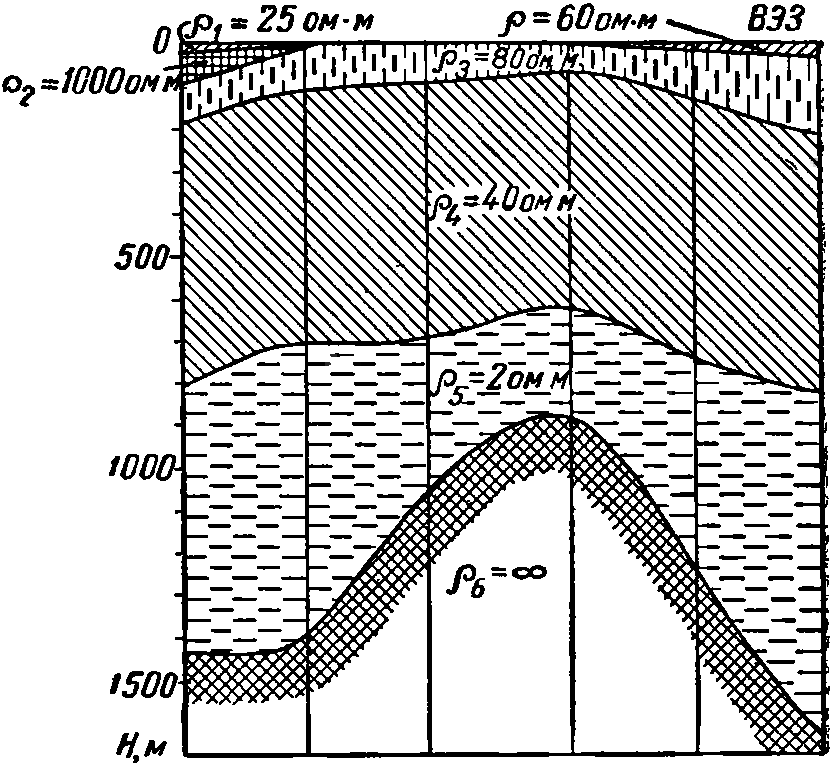 ρ₁ = 25 ом·м ρ = 60 ом·м ВЭЗ
0
ρ₂ = 1000 ом м
ρ₃ = 80 ом м
ρ₄ = 40 ом м
500
ρ₅ = 2 ом м
1000
ρ₆ = ∞
1500
H, м